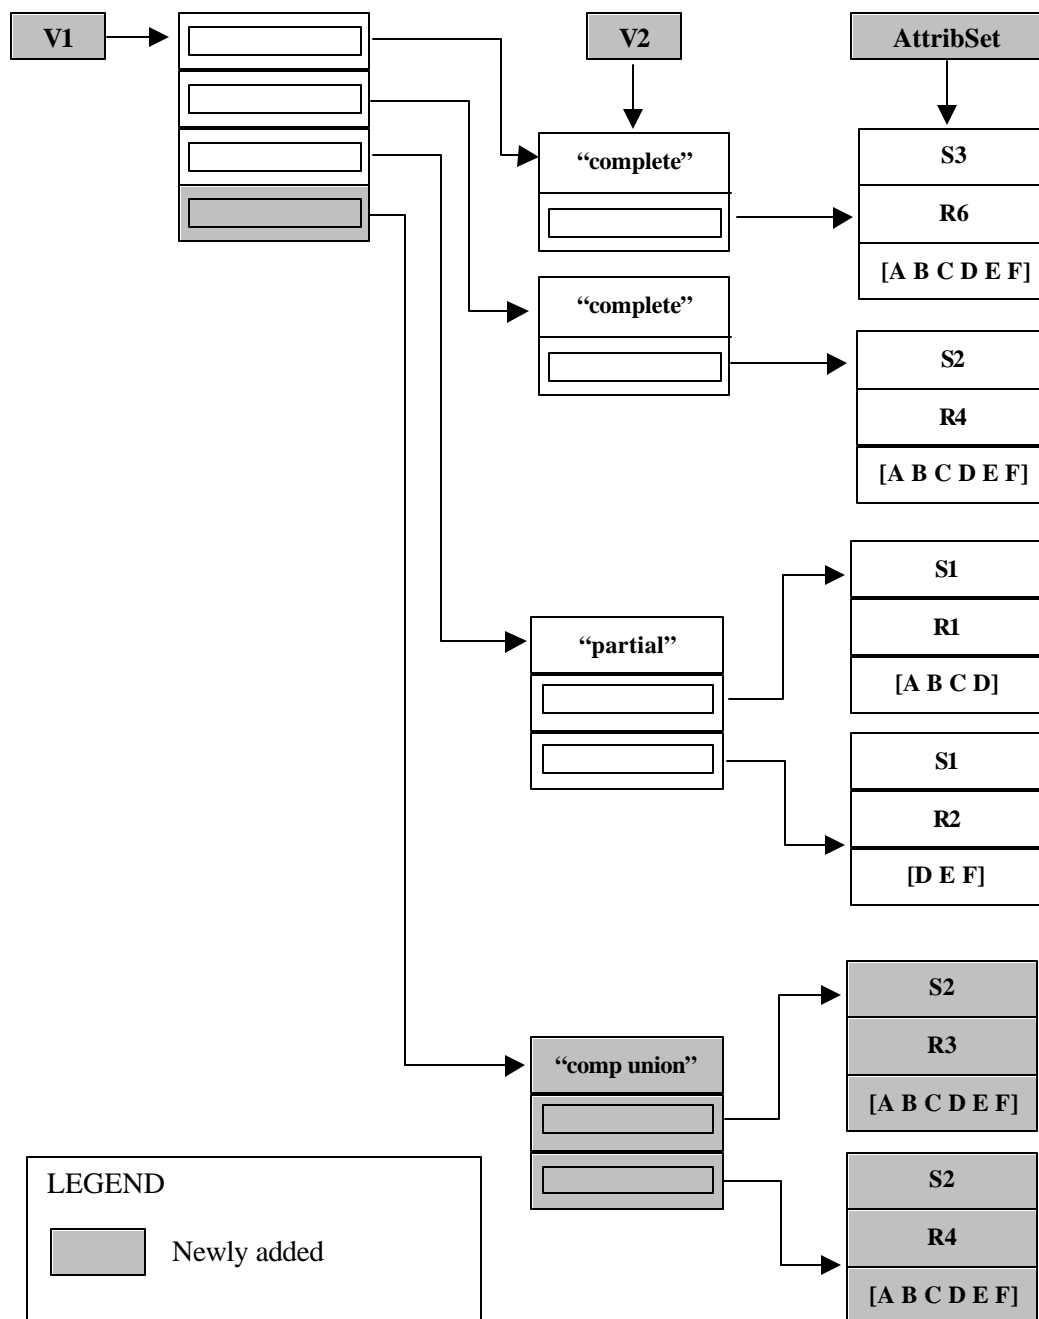 V1
V2
AttribSet
“complete”
S3
R6
[A B C D E F]
“complete”
S2
R4
[A B C D E F]
“partial”
S1
R1
[A B C D]
S1
R2
[D E F]
“comp union”
S2
R3
[A B C D E F]
S2
R4
[A B C D E F]
LEGEND
Newly added